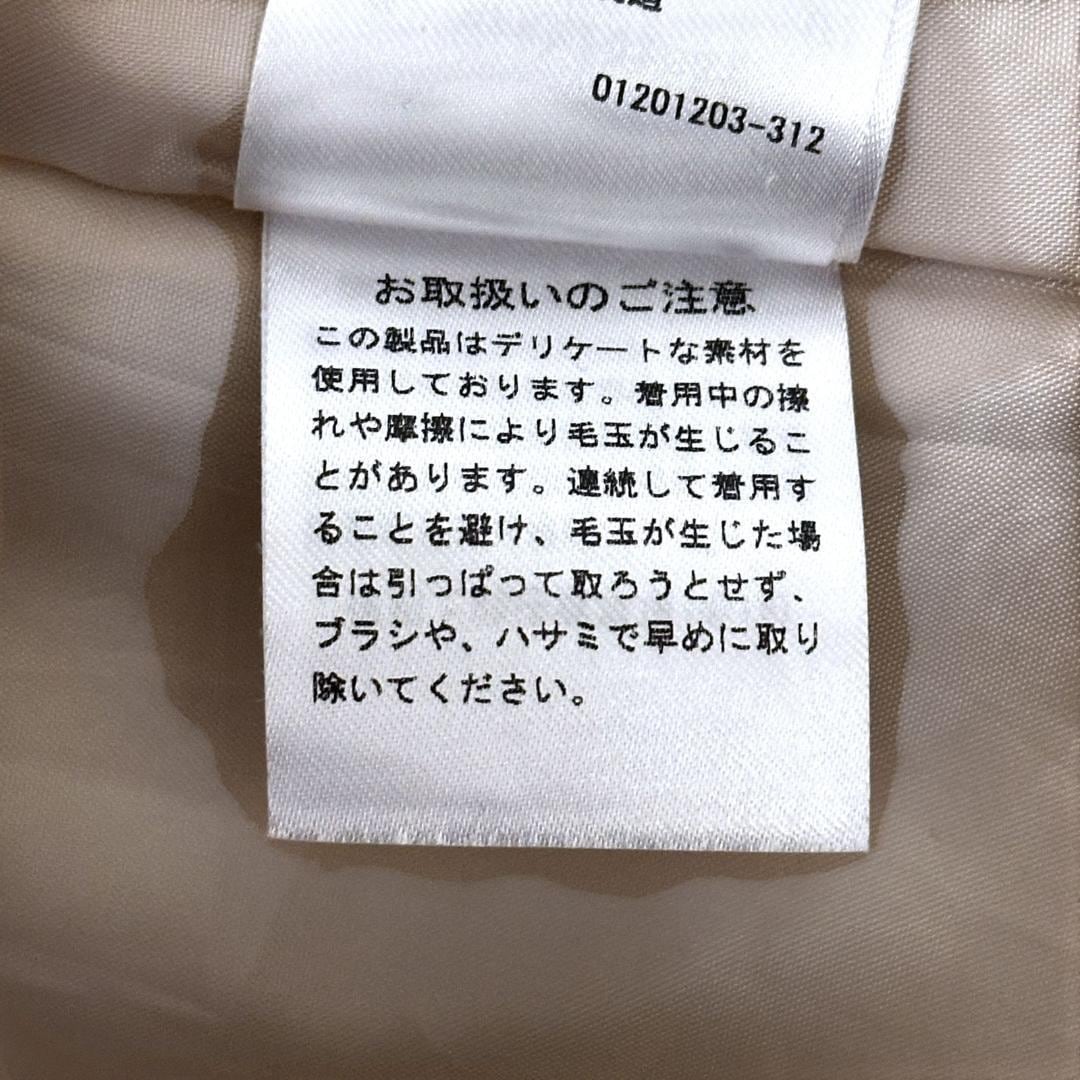 01201203-312
お取扱いのご注意
この製品はデリケートな素材を
使用しております。着用中の擦
れや摩擦により毛玉が生じるこ
とがあります。連続して着用す
ることを避け、毛玉が生じた場
合は引っぱって取ろうとせず、
ブラシや、ハサミで早めに取り
除いてください。